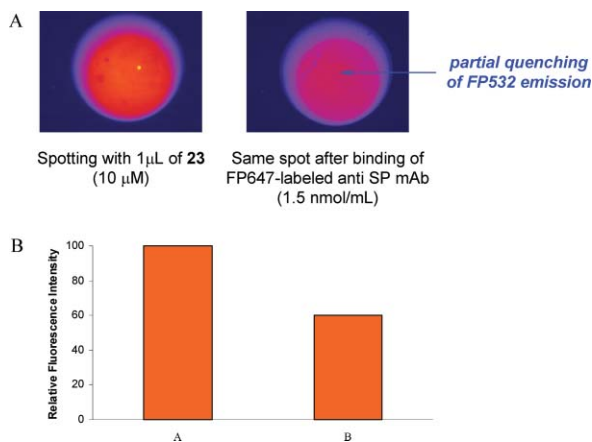 A
partial quenching
of FP532 emission
Spotting with 1μL of 23
(10 μM)
Same spot after binding of
FP647-labeled anti SP mAb
(1.5 nmol/mL)
B
Relative Fluorescence Intensity
100
80
60
40
20
0
A
B